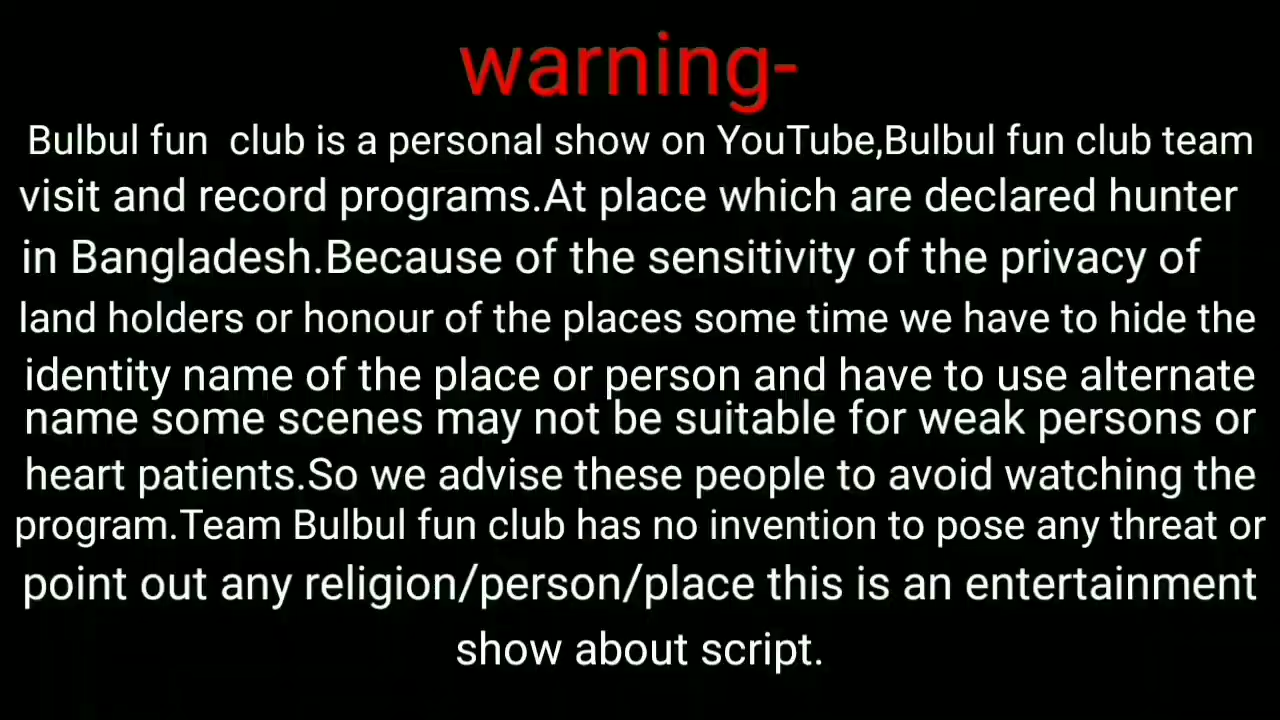 warning-
Bulbul fun club is a personal show on YouTube,Bulbul fun club team
visit and record programs.At place which are declared hunter
in Bangladesh.Because of the sensitivity of the privacy of
land holders or honour of the places some time we have to hide the
identity name of the place or person and have to use alternate
name some scenes may not be suitable for weak persons or
heart patients.So we advise these people to avoid watching the
program.Team Bulbul fun club has no invention to pose any threat or
point out any religion/person/place this is an entertainment
show about script.